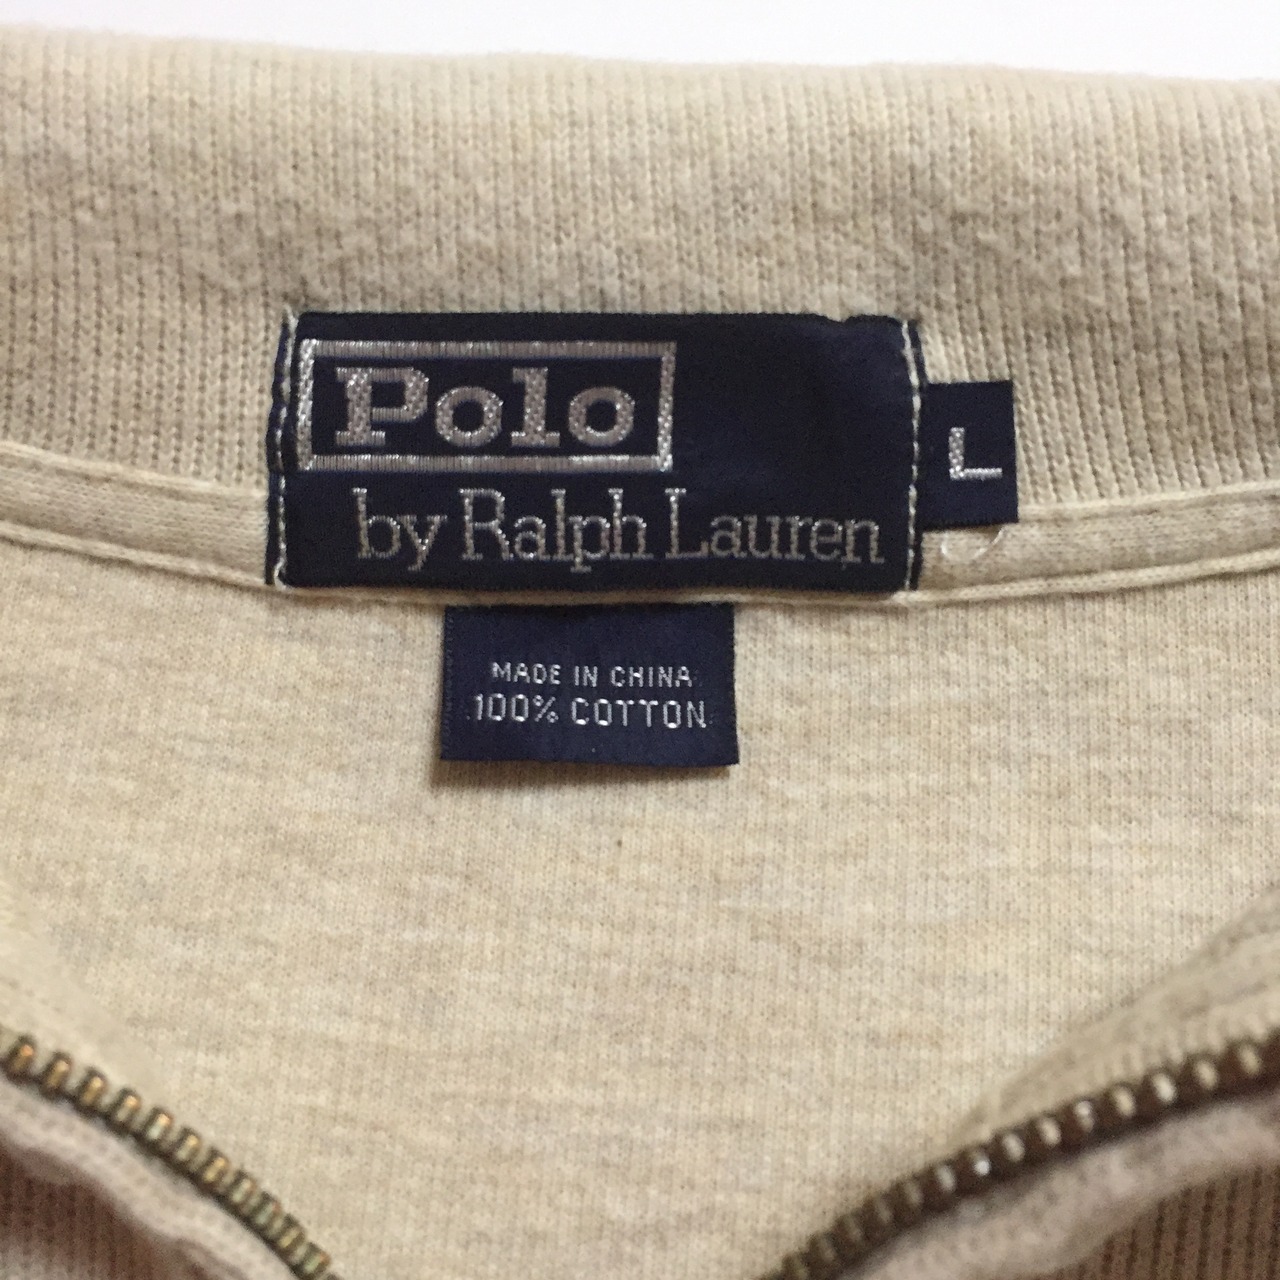 Polo
by Ralph Lauren
L
MADE IN CHINA
100% COTTON